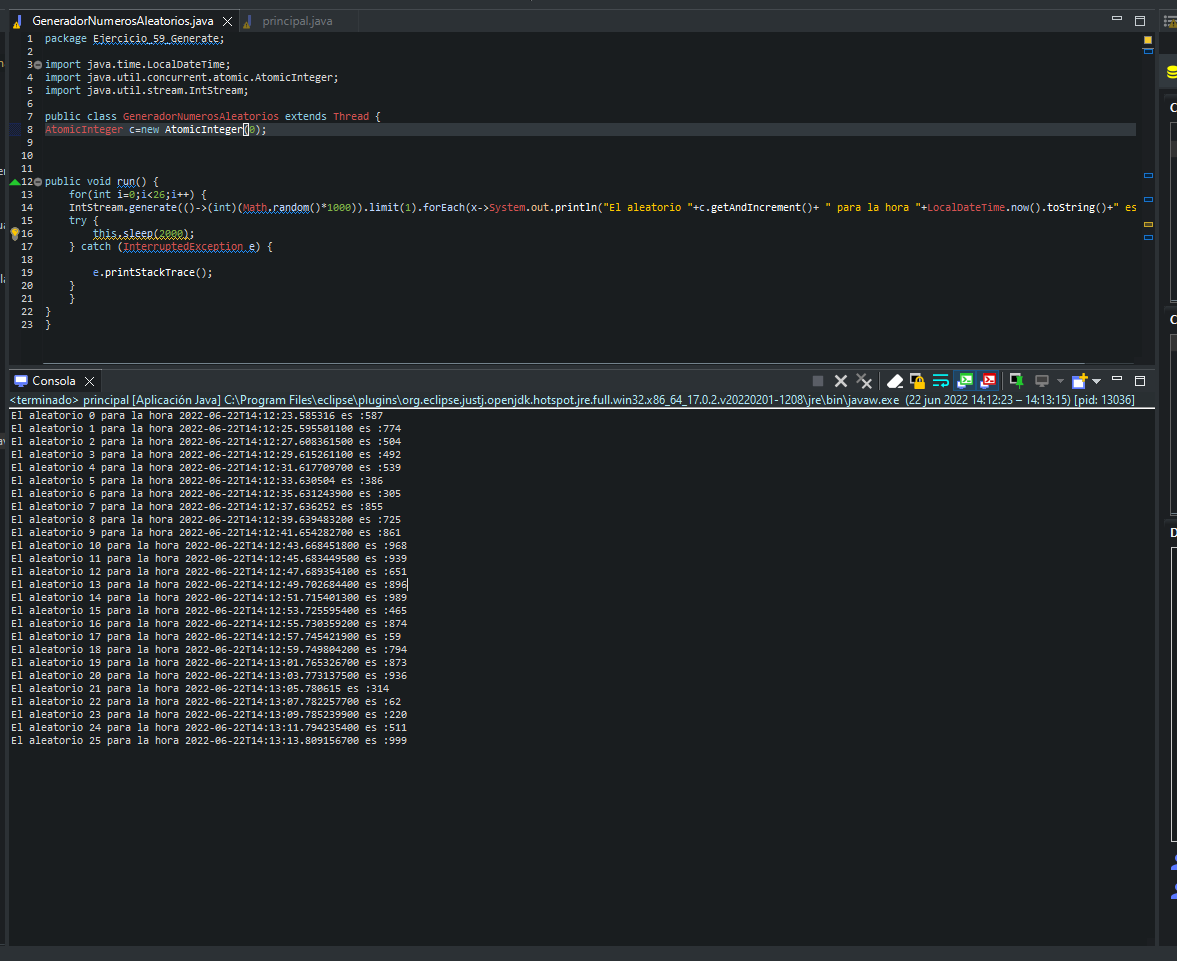 GeneradorNumerosAleatorios.java
principal.java
1 package Ejercicio_59_Generate;
2
3 import java.time.LocalDateTime;
4 import java.util.concurrent.atomic.AtomicInteger;
5 import java.util.stream.IntStream;
6
7 public class GeneradorNumerosAleatorios extends Thread {
8 AtomicInteger c=new AtomicInteger(0);
9
10
11
12 public void run() {
13 for(int i=0;i<26;i++) {
14 IntStream.generate(()->(int)(Math.random()*1000)).limit(1).forEach(x->System.out.println("El aleatorio "+c.getAndIncrement()+ " para la hora "+LocalDateTime.now().toString()+" es
15 try {
16 this.sleep(2000);
17 } catch (InterruptedException e) {
18
19 e.printStackTrace();
20 }
21 }
22 }
23 }
Consola
<terminado> principal [Aplicación Java] C:\Program Files\eclipse\plugins\org.eclipse.justj.openjdk.hotspot.jre.full.win32.x86_64_17.0.2.v20220201-1208\jre\bin\javaw.exe (22 jun 2022 14:12:23 – 14:13:15) [pid: 13036]
El aleatorio 0 para la hora 2022-06-22T14:12:23.585316 es :587
El aleatorio 1 para la hora 2022-06-22T14:12:25.595501100 es :774
El aleatorio 2 para la hora 2022-06-22T14:12:27.608361500 es :504
El aleatorio 3 para la hora 2022-06-22T14:12:29.615261100 es :492
El aleatorio 4 para la hora 2022-06-22T14:12:31.617709700 es :539
El aleatorio 5 para la hora 2022-06-22T14:12:33.630504 es :386
El aleatorio 6 para la hora 2022-06-22T14:12:35.631243900 es :305
El aleatorio 7 para la hora 2022-06-22T14:12:37.636252 es :855
El aleatorio 8 para la hora 2022-06-22T14:12:39.639483200 es :725
El aleatorio 9 para la hora 2022-06-22T14:12:41.654282700 es :861
El aleatorio 10 para la hora 2022-06-22T14:12:43.668451800 es :968
El aleatorio 11 para la hora 2022-06-22T14:12:45.683449500 es :939
El aleatorio 12 para la hora 2022-06-22T14:12:47.689354100 es :651
El aleatorio 13 para la hora 2022-06-22T14:12:49.702684400 es :896
El aleatorio 14 para la hora 2022-06-22T14:12:51.715401300 es :989
El aleatorio 15 para la hora 2022-06-22T14:12:53.725595400 es :465
El aleatorio 16 para la hora 2022-06-22T14:12:55.730359200 es :874
El aleatorio 17 para la hora 2022-06-22T14:12:57.745421900 es :59
El aleatorio 18 para la hora 2022-06-22T14:12:59.749804200 es :794
El aleatorio 19 para la hora 2022-06-22T14:13:01.765326700 es :873
El aleatorio 20 para la hora 2022-06-22T14:13:03.773137500 es :936
El aleatorio 21 para la hora 2022-06-22T14:13:05.780615 es :314
El aleatorio 22 para la hora 2022-06-22T14:13:07.782257700 es :62
El aleatorio 23 para la hora 2022-06-22T14:13:09.785239900 es :220
El aleatorio 24 para la hora 2022-06-22T14:13:11.794235400 es :511
El aleatorio 25 para la hora 2022-06-22T14:13:13.809156700 es :999